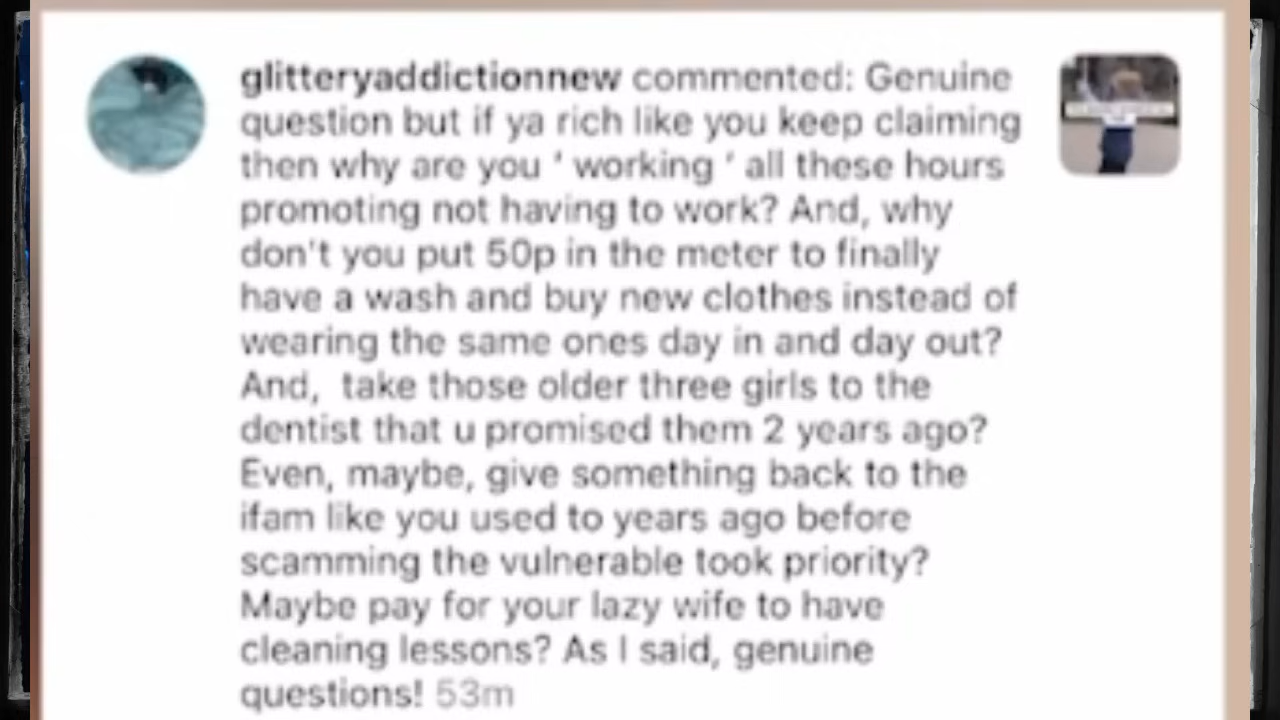 glitteryaddictionnew commented: Genuine
question but if ya rich like you keep claiming
then why are you ' working ' all these hours
promoting not having to work? And, why
don't you put 50p in the meter to finally
have a wash and buy new clothes instead of
wearing the same ones day in and day out?
And,  take those older three girls to the
dentist that u promised them 2 years ago?
Even, maybe, give something back to the
ifam like you used to years ago before
scamming the vulnerable took priority?
Maybe pay for your lazy wife to have
cleaning lessons? As I said, genuine
questions! 53m